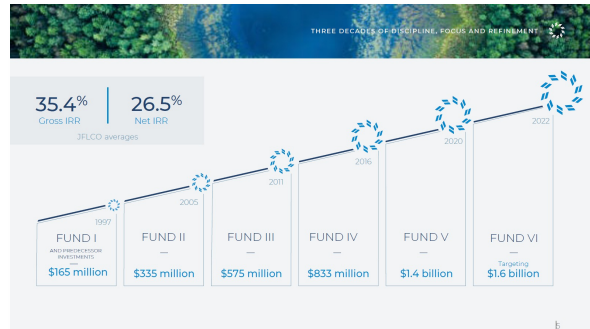 THREE DECADES OF DISCIPLINE, FOCUS AND REFINEMENT
35.4%
Gross IRR
26.5%
Net IRR
JFLCO averages
1997
2005
2011
2016
2020
2022
FUND I
AND PREDECESSOR
INVESTMENTS
$165 million
FUND II
$335 million
FUND III
$575 million
FUND IV
$833 million
FUND V
$1.4 billion
FUND VI
Targeting
$1.6 billion
5